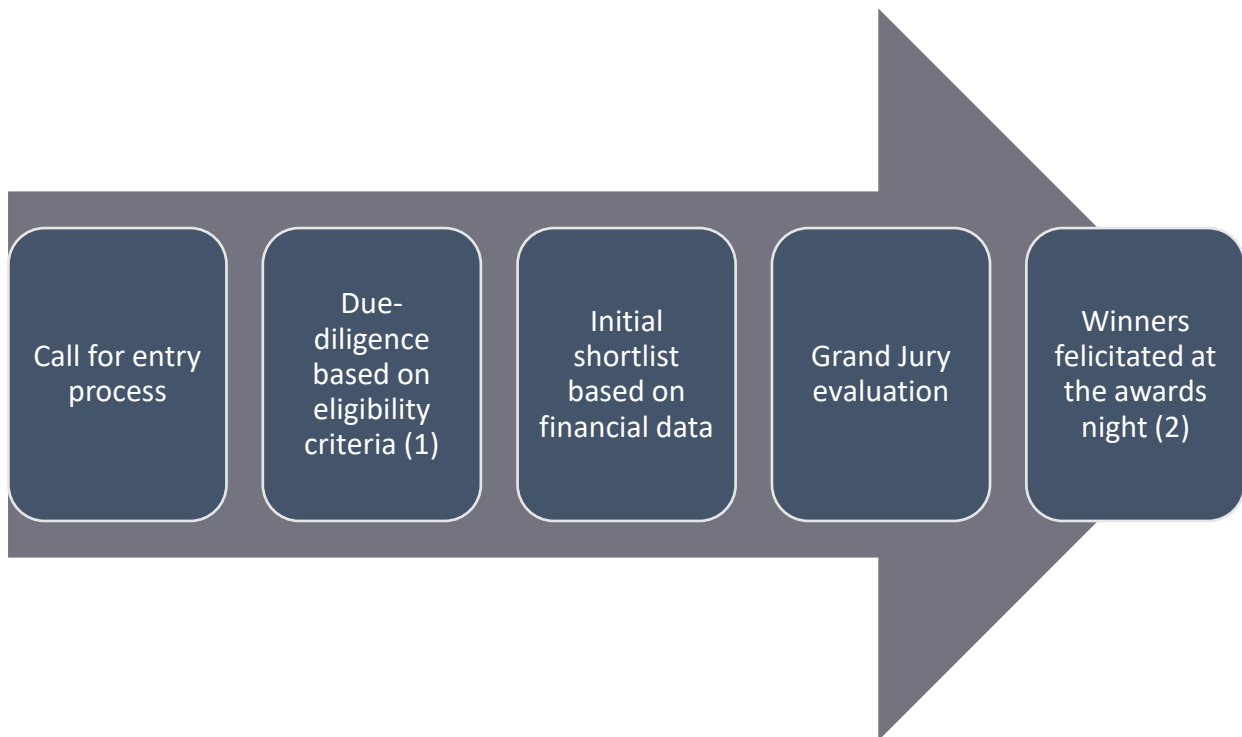 Call for entry
process
Due-
diligence
based on
eligibility
criteria (1)
Initial
shortlist
based on
financial data
Grand Jury
evaluation
Winners
felicitated at
the awards
night (2)